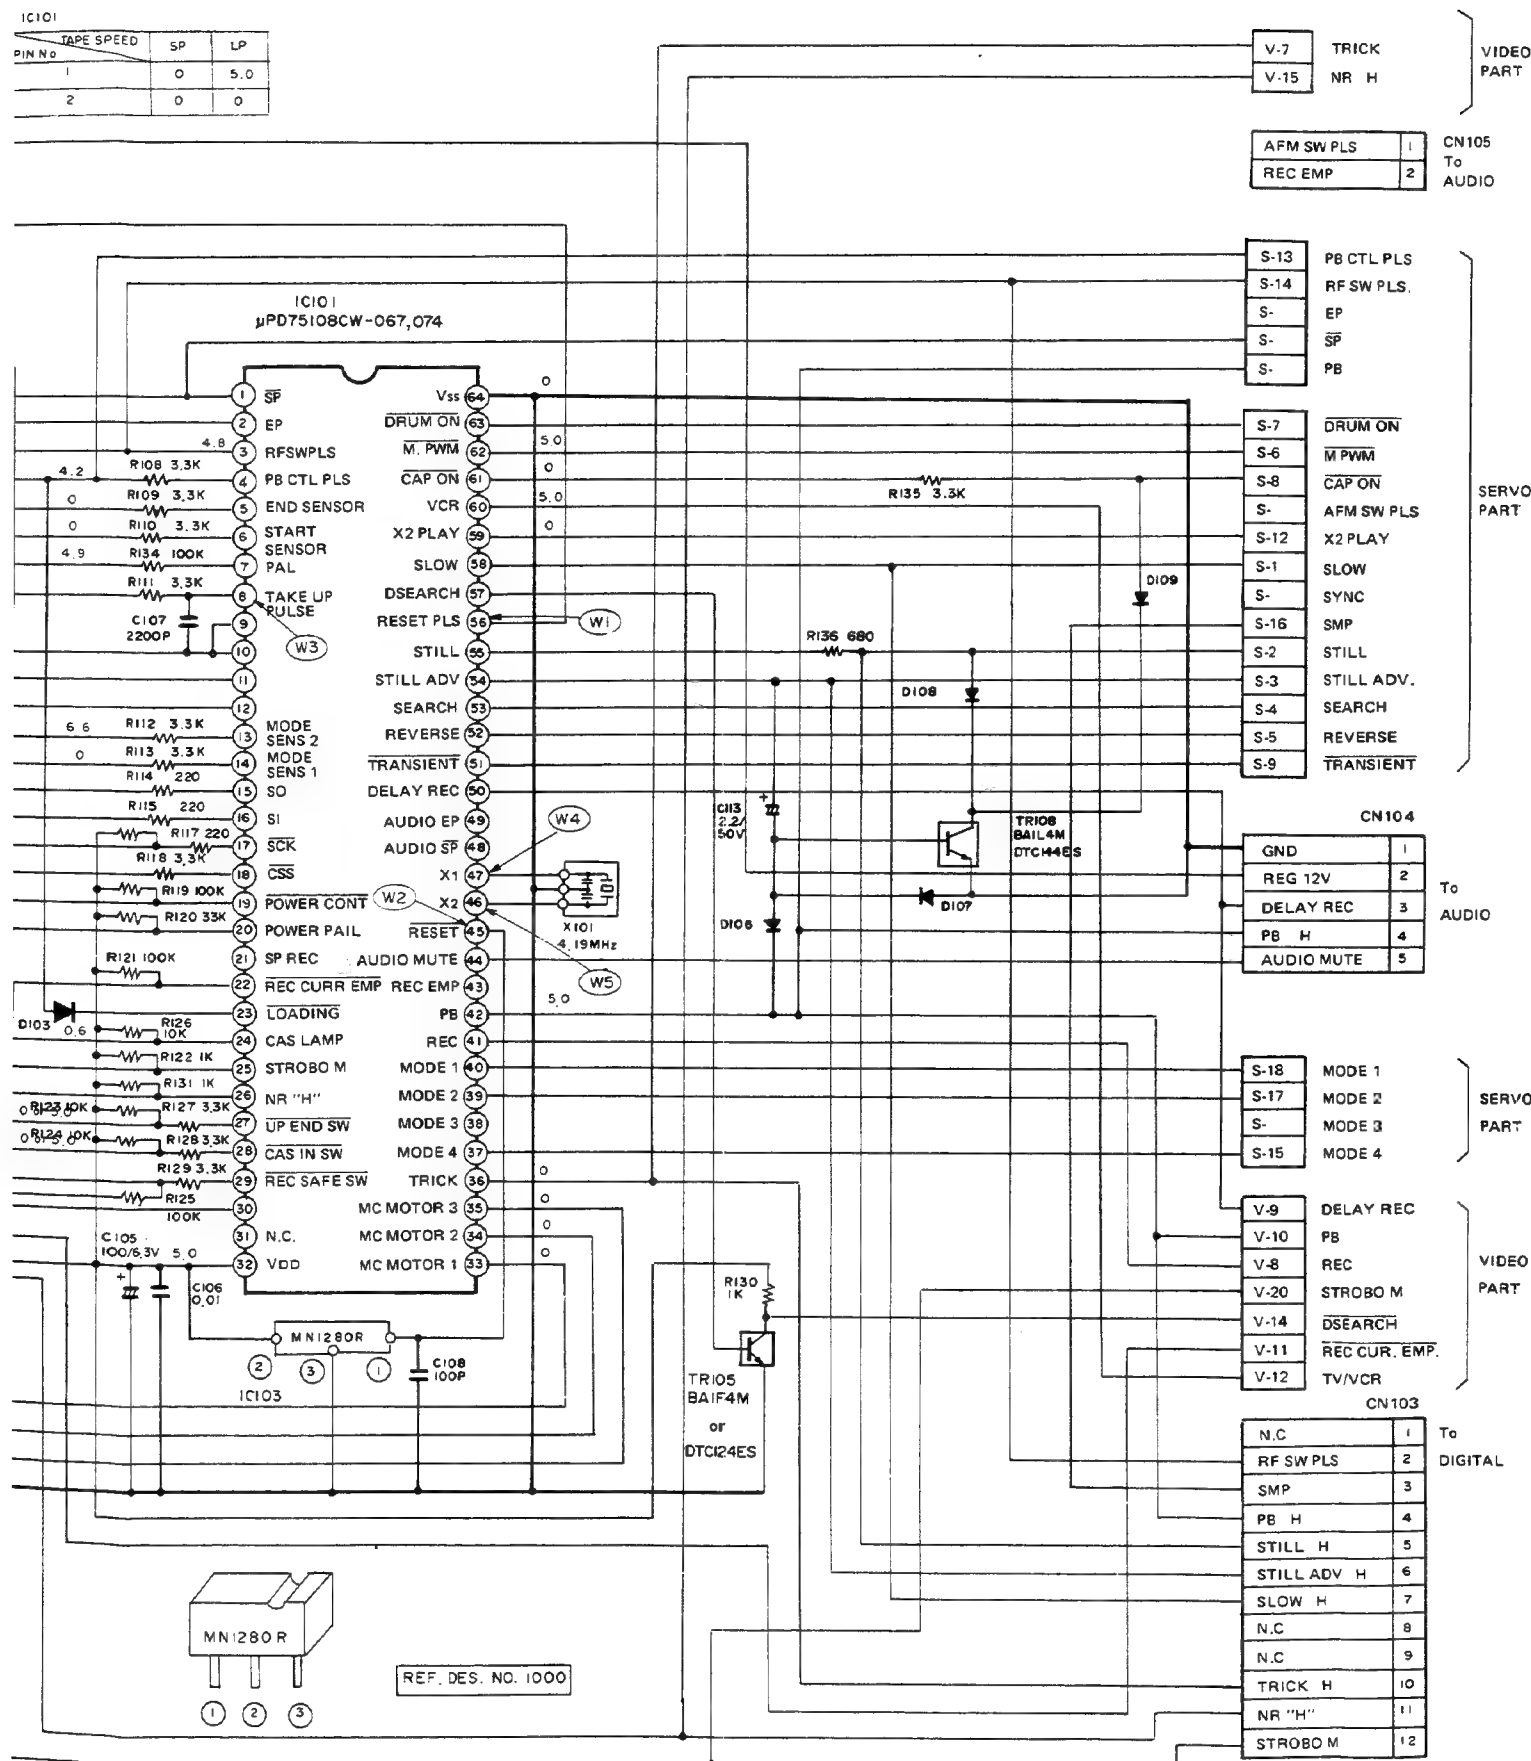 IC101
TAPE SPEED SP LP
PIN No
1 0 5.0
2 0 0
V-7 TRICK
V-15 NR H
VIDEO PART
AFM SW PLS 1
REC EMP 2
CN105
To
AUDIO
S-13 PB CTL PLS
S-14 RF SW PLS.
S- EP
S- SP
S- PB
S-7 DRUM ON
S-6 M PWM
S-8 CAP ON
S- AFM SW PLS
S-12 X2 PLAY
S-1 SLOW
S- SYNC
S-16 SMP
S-2 STILL
S-3 STILL ADV.
S-4 SEARCH
S-5 REVERSE
S-9 TRANSIENT
SERVO PART
IC101
µPD75108CW-067,074
1 SP
2 EP
4.8 3 RFSWPLS
4.2 R108 3.3K 4 PB CTL PLS
0 R109 3.3K 5 END SENSOR
0 R110 3.3K 6 START SENSOR
4.9 R134 100K 7 PAL
R111 3.3K 8 TAKE UP PULSE
C107 2200P 9
W3
10
11
12
6.6 R112 3.3K 13 MODE SENS 2
0 R113 3.3K 14 MODE SENS 1
R114 220 15 SO
R115 220 16 SI
R117 220 17 SCK
R118 3.3K 18 CSS
R119 100K 19 POWER CONT
R120 33K 20 POWER PAIL
21 SP REC
R121 100K 22 REC CURR EMP
D103 0.6 23 LOADING
R126 10K 24 CAS LAMP
R122 1K 25 STROBO M
R131 1K 26 NR "H"
R123 10K R127 3.3K 27 UP END SW
R124 10K R128 3.3K 28 CAS IN SW
R129 3.3K 29 REC SAFE SW
R125 100K 30
31 N.C.
C105 100/6.3V 5.0 32 VDD
C106 0.01
Vss 64 0
DRUM ON 63
M. PWM 62 5.0
CAP ON 61 0
VCR 60 5.0
X2 PLAY 59 0
SLOW 58
DSEARCH 57
RESET PLS 56 W1
STILL 55
STILL ADV 54
SEARCH 53
REVERSE 52
TRANSIENT 51
DELAY REC 50
AUDIO EP 49
AUDIO SP 48
X1 47 W4
X2 46 W5
W2 RESET 45
AUDIO MUTE 44
REC EMP 43
PB 42 5.0
REC 41
MODE 1 40
MODE 2 39
MODE 3 38
MODE 4 37
TRICK 36 0
MC MOTOR 3 35 0
MC MOTOR 2 34 0
MC MOTOR 1 33 0
X101
4.19MHz
R135 3.3K
D109
R136 680
D108
C113
2.2/
50V
TR108
BA1L4M
DTC144ES
D107
D106
CN104
GND 1
REG 12V 2
DELAY REC 3
PB H 4
AUDIO MUTE 5
To
AUDIO
S-18 MODE 1
S-17 MODE 2
S- MODE 3
S-15 MODE 4
SERVO PART
V-9 DELAY REC
V-10 PB
V-8 REC
V-20 STROBO M
V-14 DSEARCH
V-11 REC CUR. EMP.
V-12 TV/VCR
VIDEO PART
R130
1K
TR105
BA1F4M
or
DTC124ES
MN1280R
2 3 1
IC103
C108
100P
CN103
N.C 1
RF SW PLS 2
SMP 3
PB H 4
STILL H 5
STILL ADV H 6
SLOW H 7
N.C 8
N.C 9
TRICK H 10
NR "H" 11
STROBO M 12
To
DIGITAL
MN1280R
1 2 3
REF. DES. NO. 1000